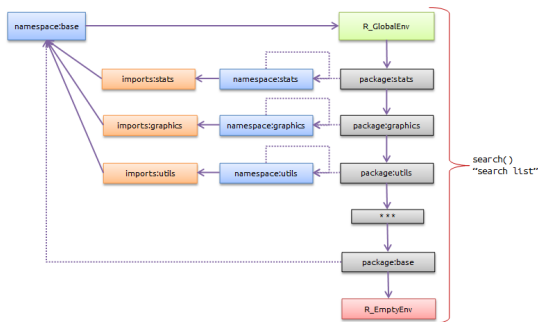 namespace:base
R_GlobalEnv
imports:stats
namespace:stats
package:stats
imports:graphics
namespace:graphics
package:graphics
imports:utils
namespace:utils
package:utils
search()
"search list"
***
package:base
R_EmptyEnv